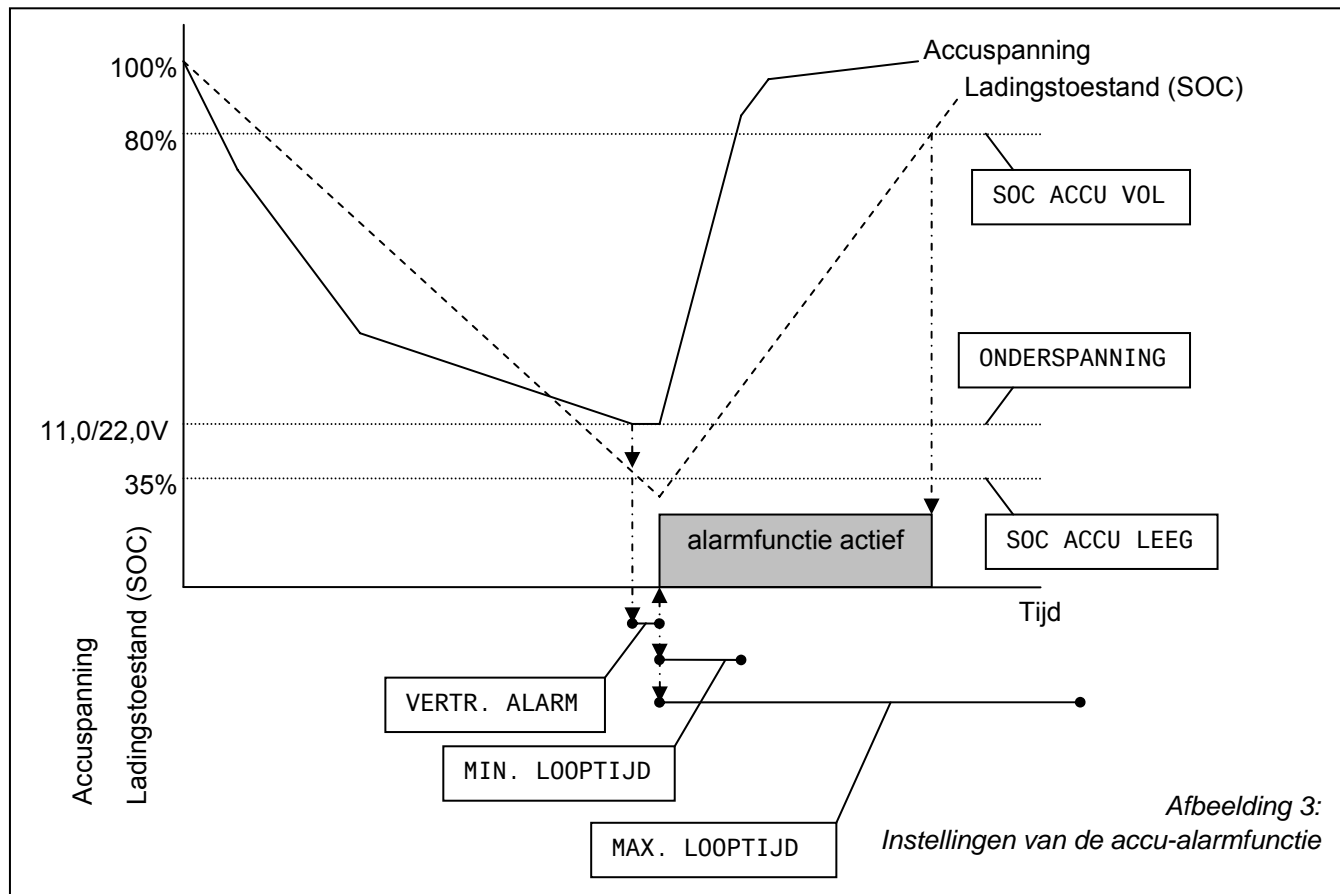 Accuspanning
100%
Ladingstoestand (SOC)
80%
SOC ACCU VOL
ONDERSPANNING
11,0/22,0V
35%
alarmfunctie actief
SOC ACCU LEEG
Tijd
Accuspanning
Ladingstoestand (SOC)
VERTR. ALARM
MIN. LOOPTIJD
MAX. LOOPTIJD
Afbeelding 3:
Instellingen van de accu-alarmfunctie